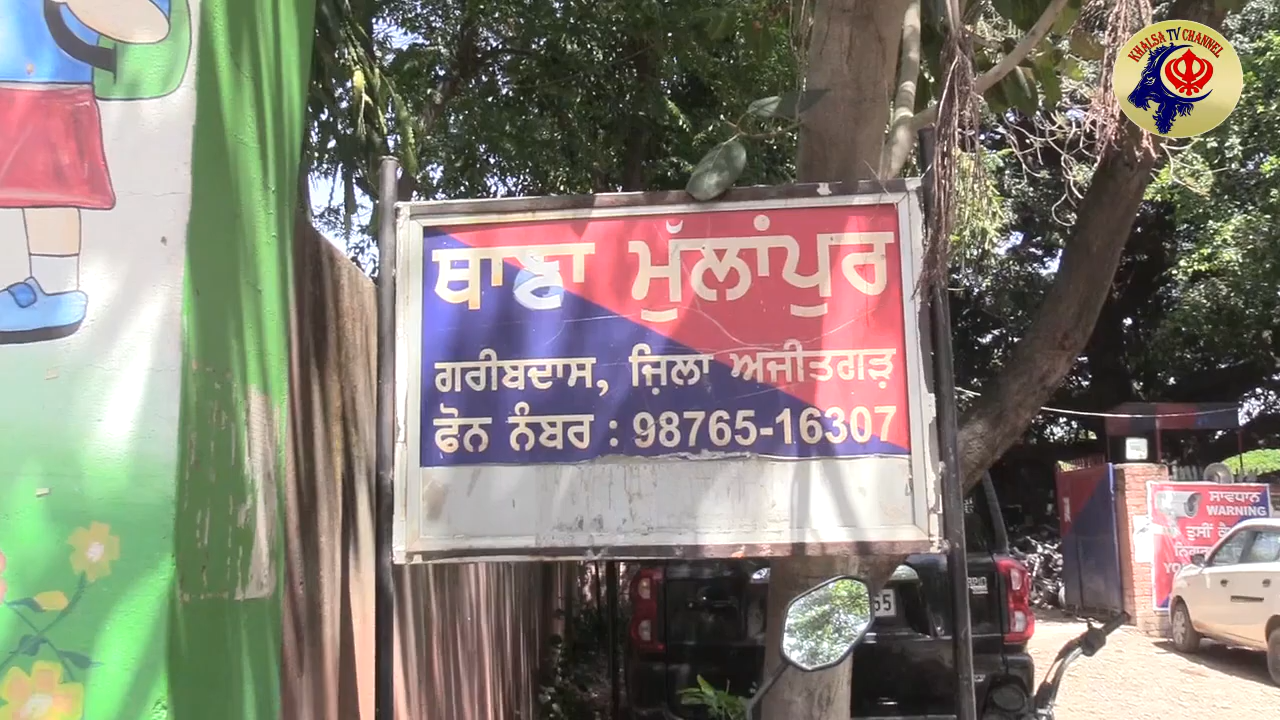 KHALSA TV CHANNEL
ਥਾਣਾ ਮੁੱਲਾਂਪੁਰ
ਗਰੀਬਦਾਸ, ਜ਼ਿਲਾ ਅਜੀਤਗੜ੍ਹ
ਫੋਨ ਨੰਬਰ : 98765-16307
ਸਾਵਧਾਨ
WARNING
ਤੁਸੀਂ